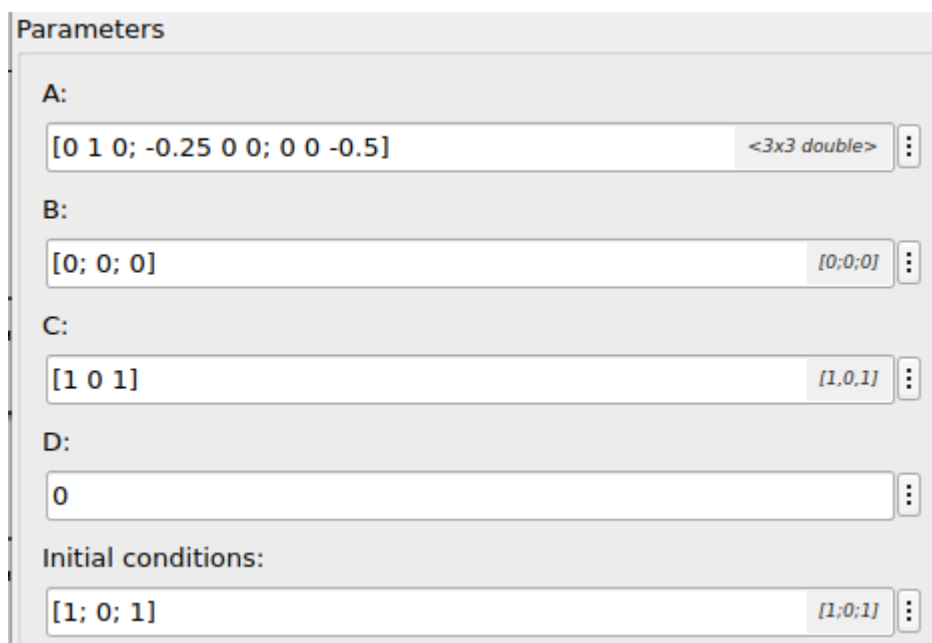 Parameters
A:
[0 1 0; -0.25 0 0; 0 0 -0.5] <3x3 double>
B:
[0; 0; 0] [0;0;0]
C:
[1 0 1] [1,0,1]
D:
0
Initial conditions:
[1; 0; 1] [1;0;1]